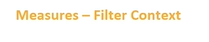 Measures – Filter Context